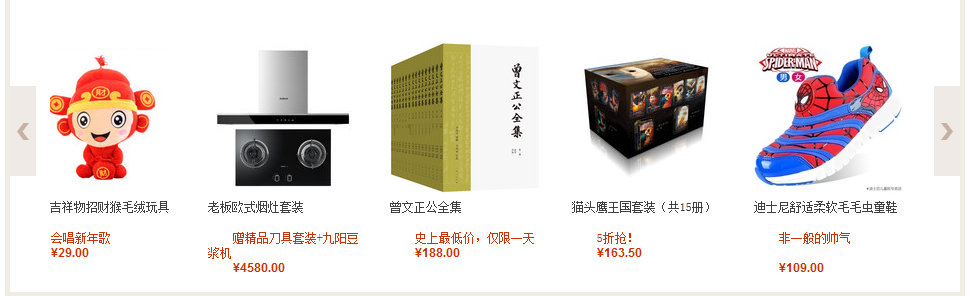 财
财
MARVEL
ULTIMATE
SPIDER-MAN
男 女
曾文正公全集
吉祥物招财猴毛绒玩具
会唱新年歌
¥29.00
老板欧式烟灶套装
赠精品刀具套装+九阳豆
浆机
¥4580.00
曾文正公全集
史上最低价，仅限一天
¥188.00
猫头鹰王国套装（共15册）
5折抢！
¥163.50
迪士尼舒适柔软毛毛虫童鞋
非一般的帅气
¥109.00